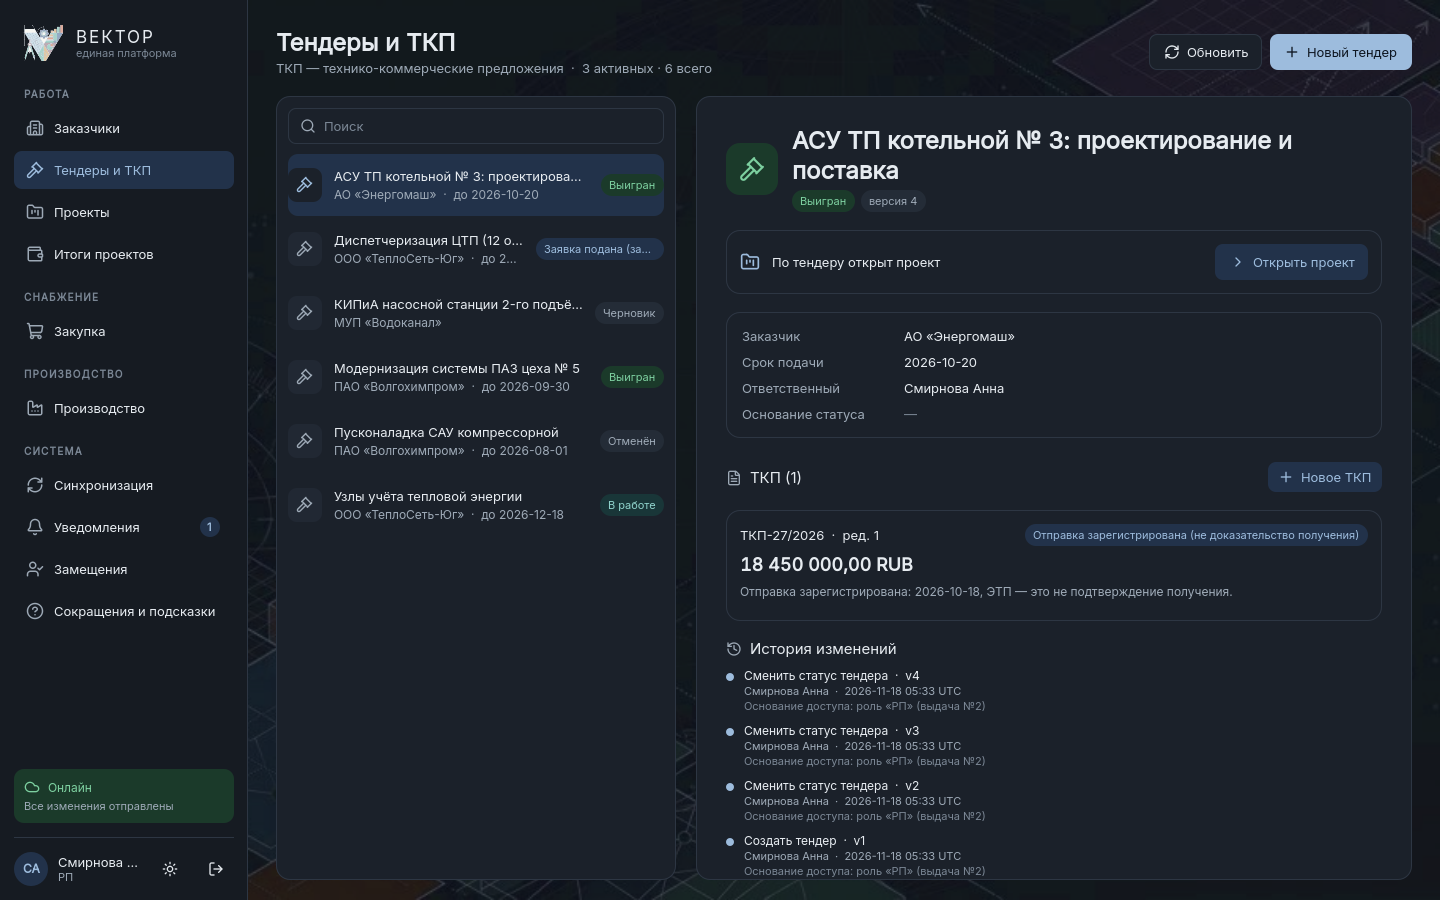 ВЕКТОР
единая платформа
РАБОТА
Заказчики
Тендеры и ТКП
Проекты
Итоги проектов
СНАБЖЕНИЕ
Закупка
ПРОИЗВОДСТВО
Производство
СИСТЕМА
Синхронизация
Уведомления 1
Замещения
Сокращения и подсказки
Онлайн
Все изменения отправлены
СА
Смирнова ...
РП
Тендеры и ТКП
ТКП — технико-коммерческие предложения · 3 активных · 6 всего
Обновить
Новый тендер
Поиск
АСУ ТП котельной № 3: проектирова...
АО «Энергомаш» · до 2026-10-20
Выигран
Диспетчеризация ЦТП (12 о...
ООО «ТеплоСеть-Юг» · до 2...
Заявка подана (за...
КИПиА насосной станции 2-го подъё...
МУП «Водоканал»
Черновик
Модернизация системы ПАЗ цеха № 5
ПАО «Волгохимпром» · до 2026-09-30
Выигран
Пусконаладка САУ компрессорной
ПАО «Волгохимпром» · до 2026-08-01
Отменён
Узлы учёта тепловой энергии
ООО «ТеплоСеть-Юг» · до 2026-12-18
В работе
АСУ ТП котельной № 3: проектирование и
поставка
Выигран версия 4
По тендеру открыт проект
Открыть проект
Заказчик АО «Энергомаш»
Срок подачи 2026-10-20
Ответственный Смирнова Анна
Основание статуса —
ТКП (1)
Новое ТКП
ТКП-27/2026 · ред. 1
Отправка зарегистрирована (не доказательство получения)
18 450 000,00 RUB
Отправка зарегистрирована: 2026-10-18, ЭТП — это не подтверждение получения.
История изменений
Сменить статус тендера · v4
Смирнова Анна · 2026-11-18 05:33 UTC
Основание доступа: роль «РП» (выдача №2)
Сменить статус тендера · v3
Смирнова Анна · 2026-11-18 05:33 UTC
Основание доступа: роль «РП» (выдача №2)
Сменить статус тендера · v2
Смирнова Анна · 2026-11-18 05:33 UTC
Основание доступа: роль «РП» (выдача №2)
Создать тендер · v1
Смирнова Анна · 2026-11-18 05:33 UTC
Основание доступа: роль «РП» (выдача №2)